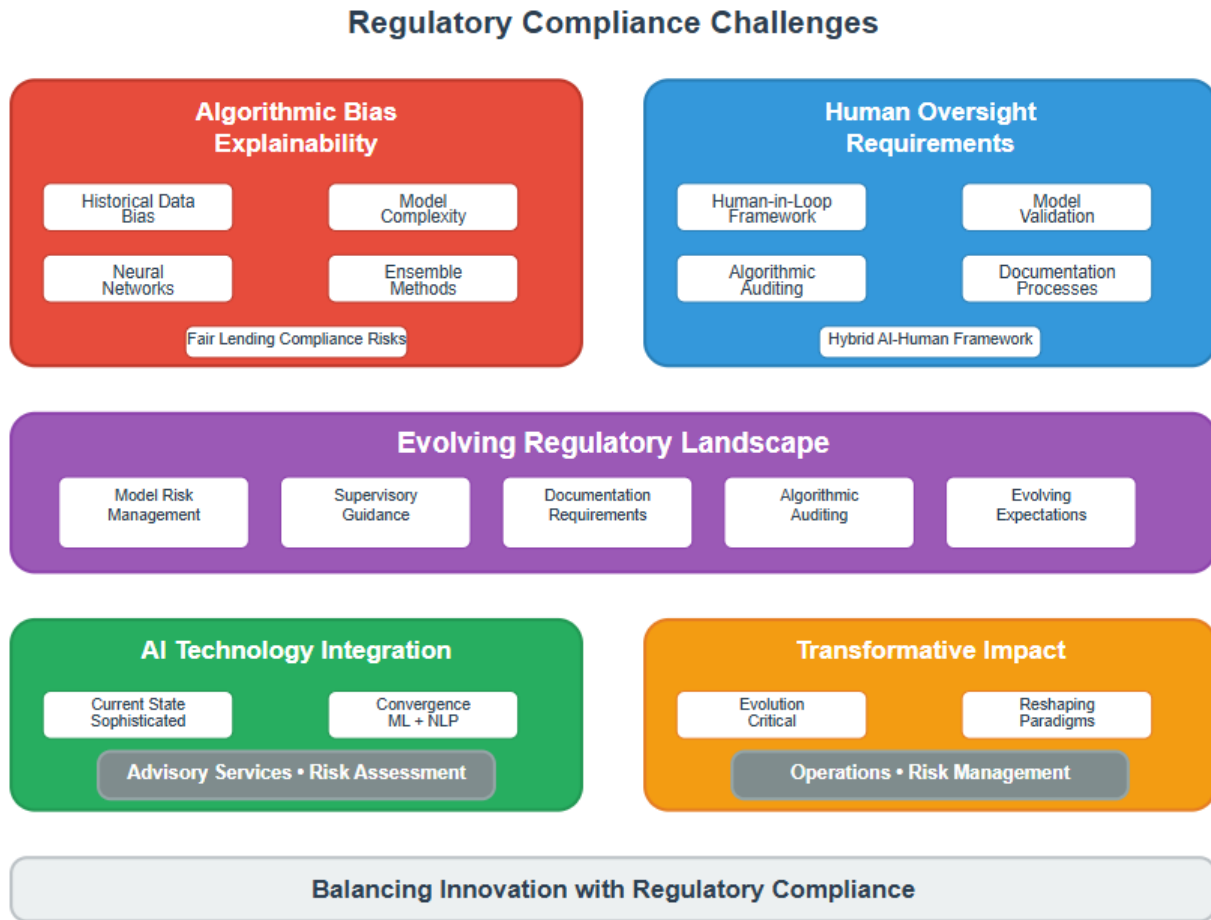 Regulatory Compliance Challenges
Algorithmic Bias
Explainability
Historical Data
Bias
Model
Complexity
Neural
Networks
Ensemble
Methods
Fair Lending Compliance Risks
Human Oversight
Requirements
Human-in-Loop
Framework
Model
Validation
Algorithmic
Auditing
Documentation
Processes
Hybrid AI-Human Framework
Evolving Regulatory Landscape
Model Risk
Management
Supervisory
Guidance
Documentation
Requirements
Algorithmic
Auditing
Evolving
Expectations
AI Technology Integration
Current State
Sophisticated
Convergence
ML + NLP
Advisory Services • Risk Assessment
Transformative Impact
Evolution
Critical
Reshaping
Paradigms
Operations • Risk Management
Balancing Innovation with Regulatory Compliance